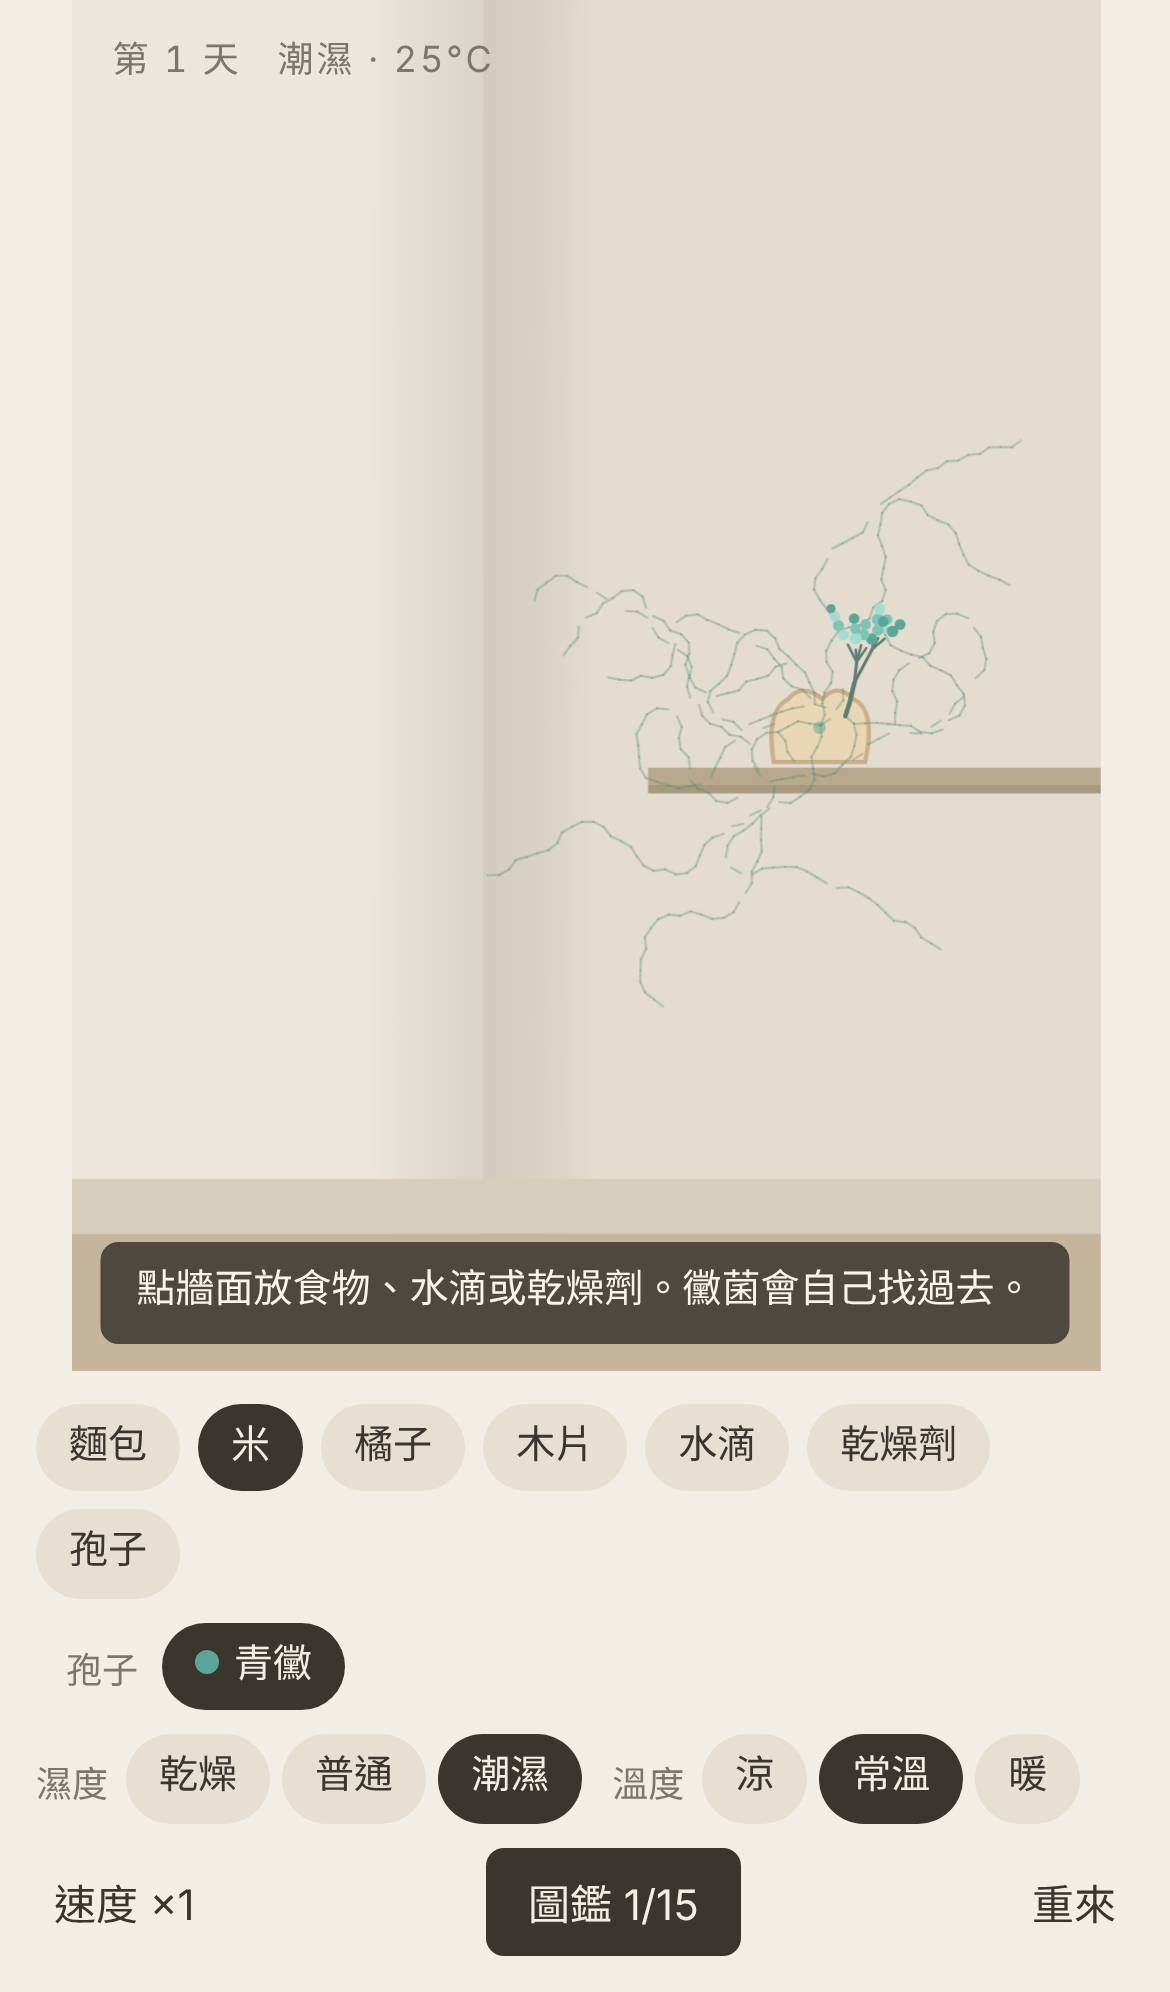 第 1 天 潮濕 · 25°C
點牆面放食物、水滴或乾燥劑。黴菌會自己找過去。
麵包 米 橘子 木片 水滴 乾燥劑
孢子
孢子 青黴
濕度 乾燥 普通 潮濕 溫度 涼 常溫 暖
速度 ×1 圖鑑 1/15 重來